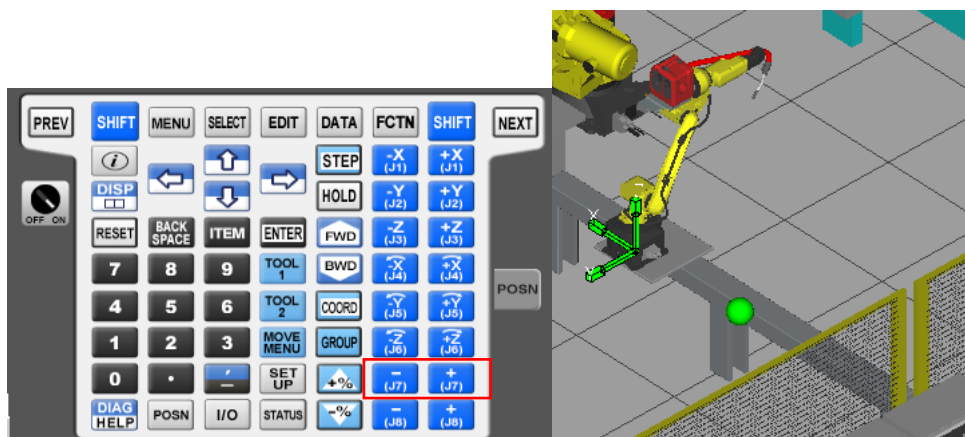 PREV SHIFT MENU SELECT EDIT DATA FCTN SHIFT NEXT
i STEP -X (J1) +X (J1)
DISP HOLD -Y (J2) +Y (J2)
OFF ON
RESET BACK SPACE ITEM ENTER FWD -Z (J3) +Z (J3)
7 8 9 TOOL 1 BWD -X (J4) +X (J4)
POSN
4 5 6 TOOL 2 COORD -Y (J5) +Y (J5)
1 2 3 MOVE MENU GROUP -Z (J6) +Z (J6)
0 . SET UP +% - (J7) + (J7)
DIAG HELP POSN I/O STATUS -% - (J8) + (J8)
X